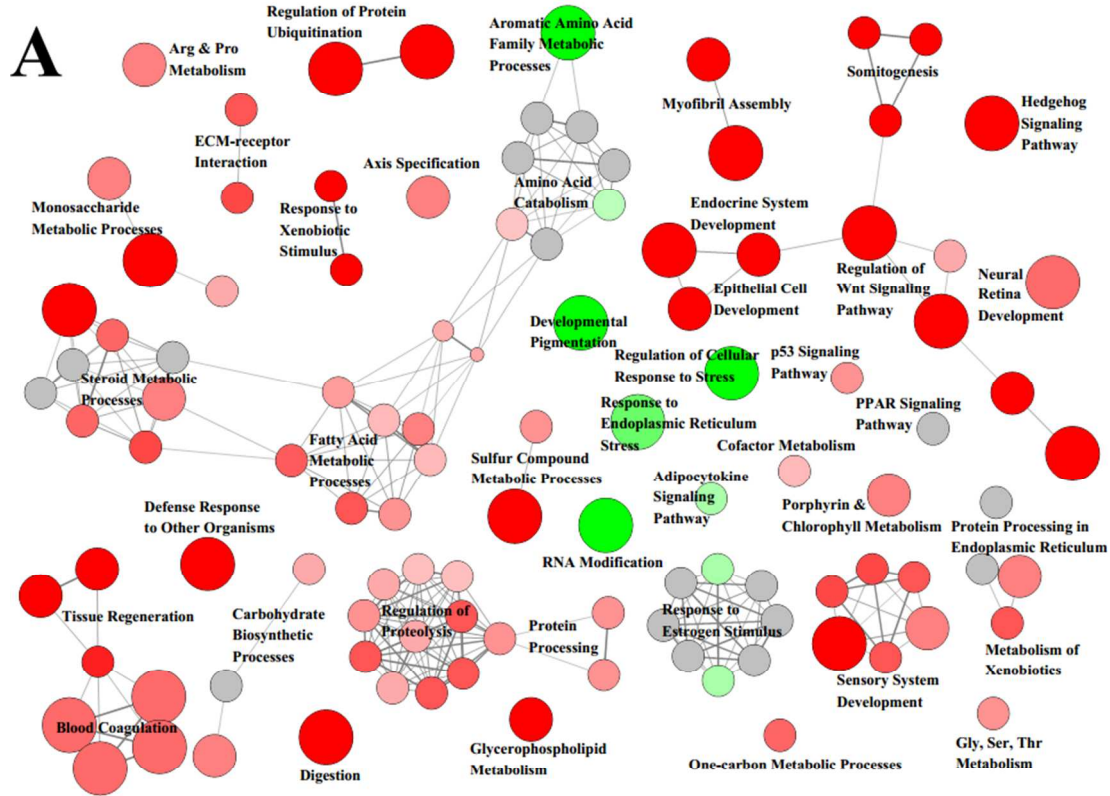 A
Arg & Pro
Metabolism
Regulation of Protein
Ubiquitination
Aromatic Amino Acid
Family Metabolic
Processes
Somitogenesis
Myofibril Assembly
Hedgehog
Signaling
Pathway
ECM-receptor
Interaction
Axis Specification
Amino Acid
Catabolism
Monosaccharide
Metabolic Processes
Response to
Xenobiotic
Stimulus
Endocrine System
Development
Epithelial Cell
Development
Regulation of
Wnt Signaling
Pathway
Neural
Retina
Development
Developmental
Pigmentation
Regulation of Cellular
Response to Stress
p53 Signaling
Pathway
Steroid Metabolic
Processes
Response to
Endoplasmic Reticulum
Stress
PPAR Signaling
Pathway
Fatty Acid
Metabolic
Processes
Sulfur Compound
Metabolic Processes
Cofactor Metabolism
Adipocytokine
Signaling
Pathway
Porphyrin &
Chlorophyll Metabolism
Defense Response
to Other Organisms
Protein Processing in
Endoplasmic Reticulum
RNA Modification
Tissue Regeneration
Carbohydrate
Biosynthetic
Processes
Regulation of
Proteolysis
Protein
Processing
Response to
Estrogen Stimulus
Sensory System
Development
Metabolism of
Xenobiotics
Blood Coagulation
Digestion
Glycerophospholipid
Metabolism
One-carbon Metabolic Processes
Gly, Ser, Thr
Metabolism